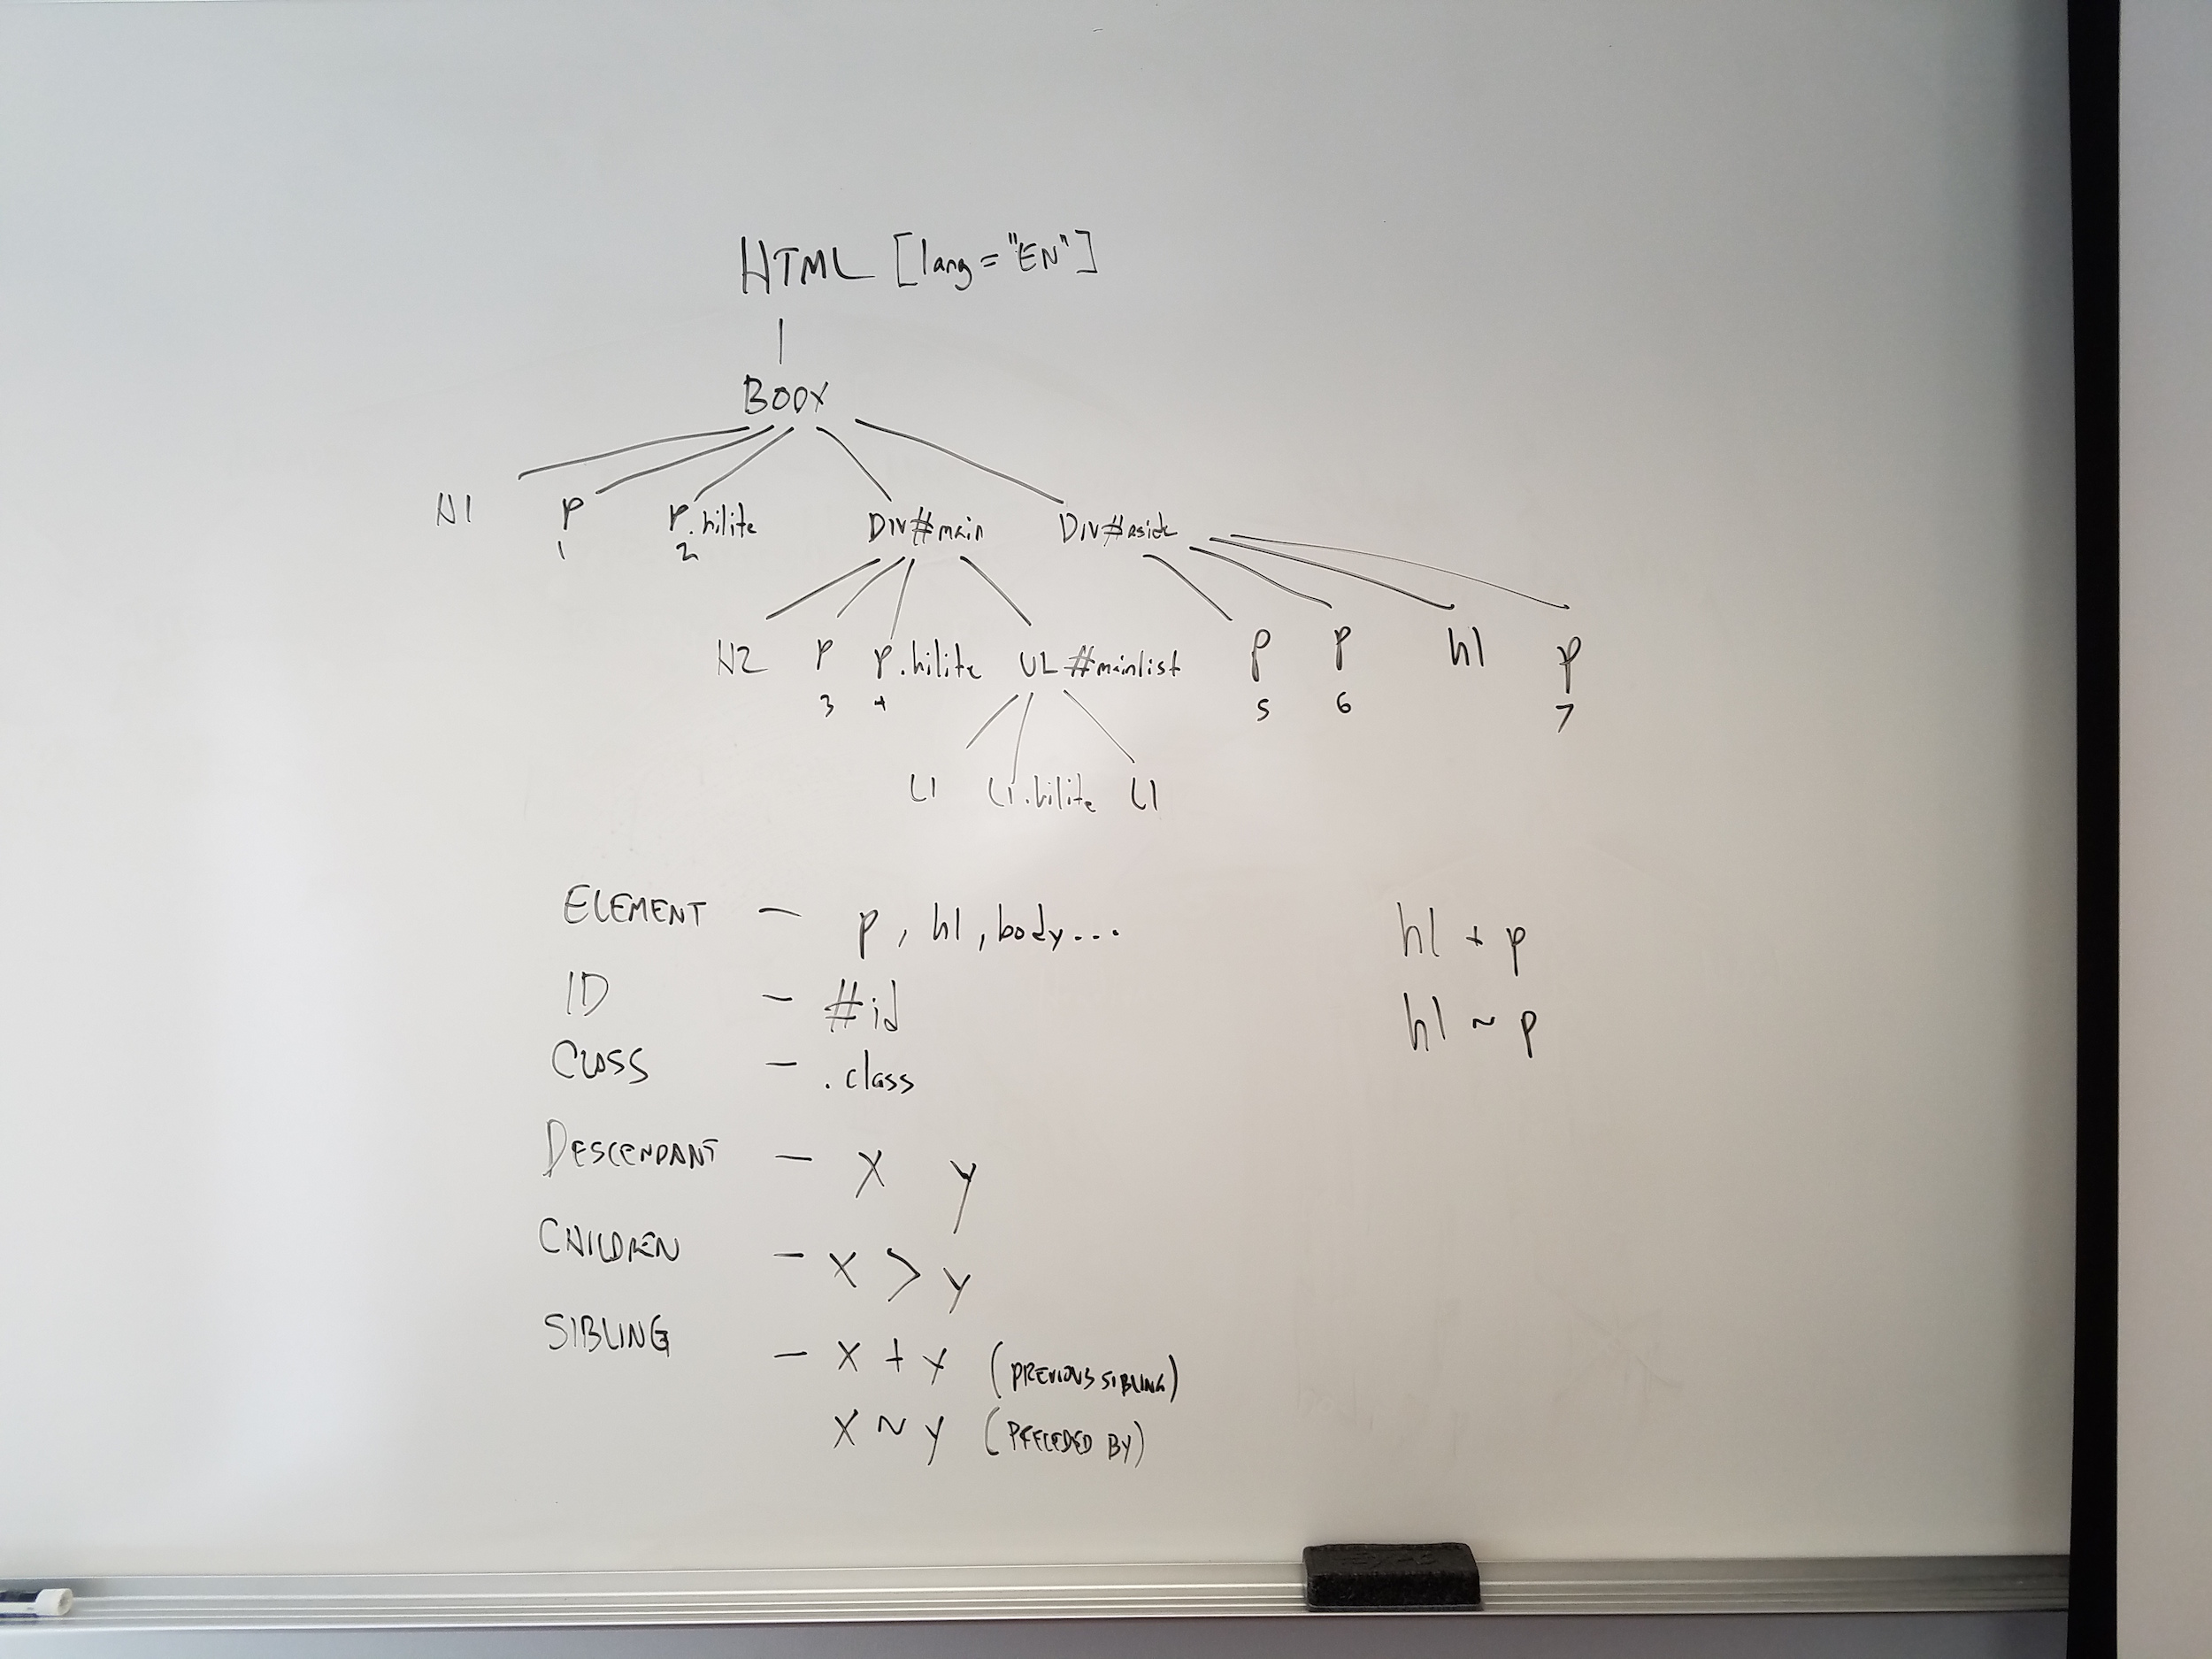 HTML [lang="EN"]
BODY
H1 P P.hilite Div#main Div#aside
1 2
H2 P P.hilite UL #mainlist P P h1 P
3 4 5 6 7
LI LI.hilite LI
ELEMENT — p, h1, body...
ID — #id
CLASS — .class
DESCENDANT — X Y
CHILDREN — X > Y
SIBLING — X + Y (PREVIOUS SIBLING)
X ~ Y (PRECEDED BY)
h1 + p
h1 ~ p